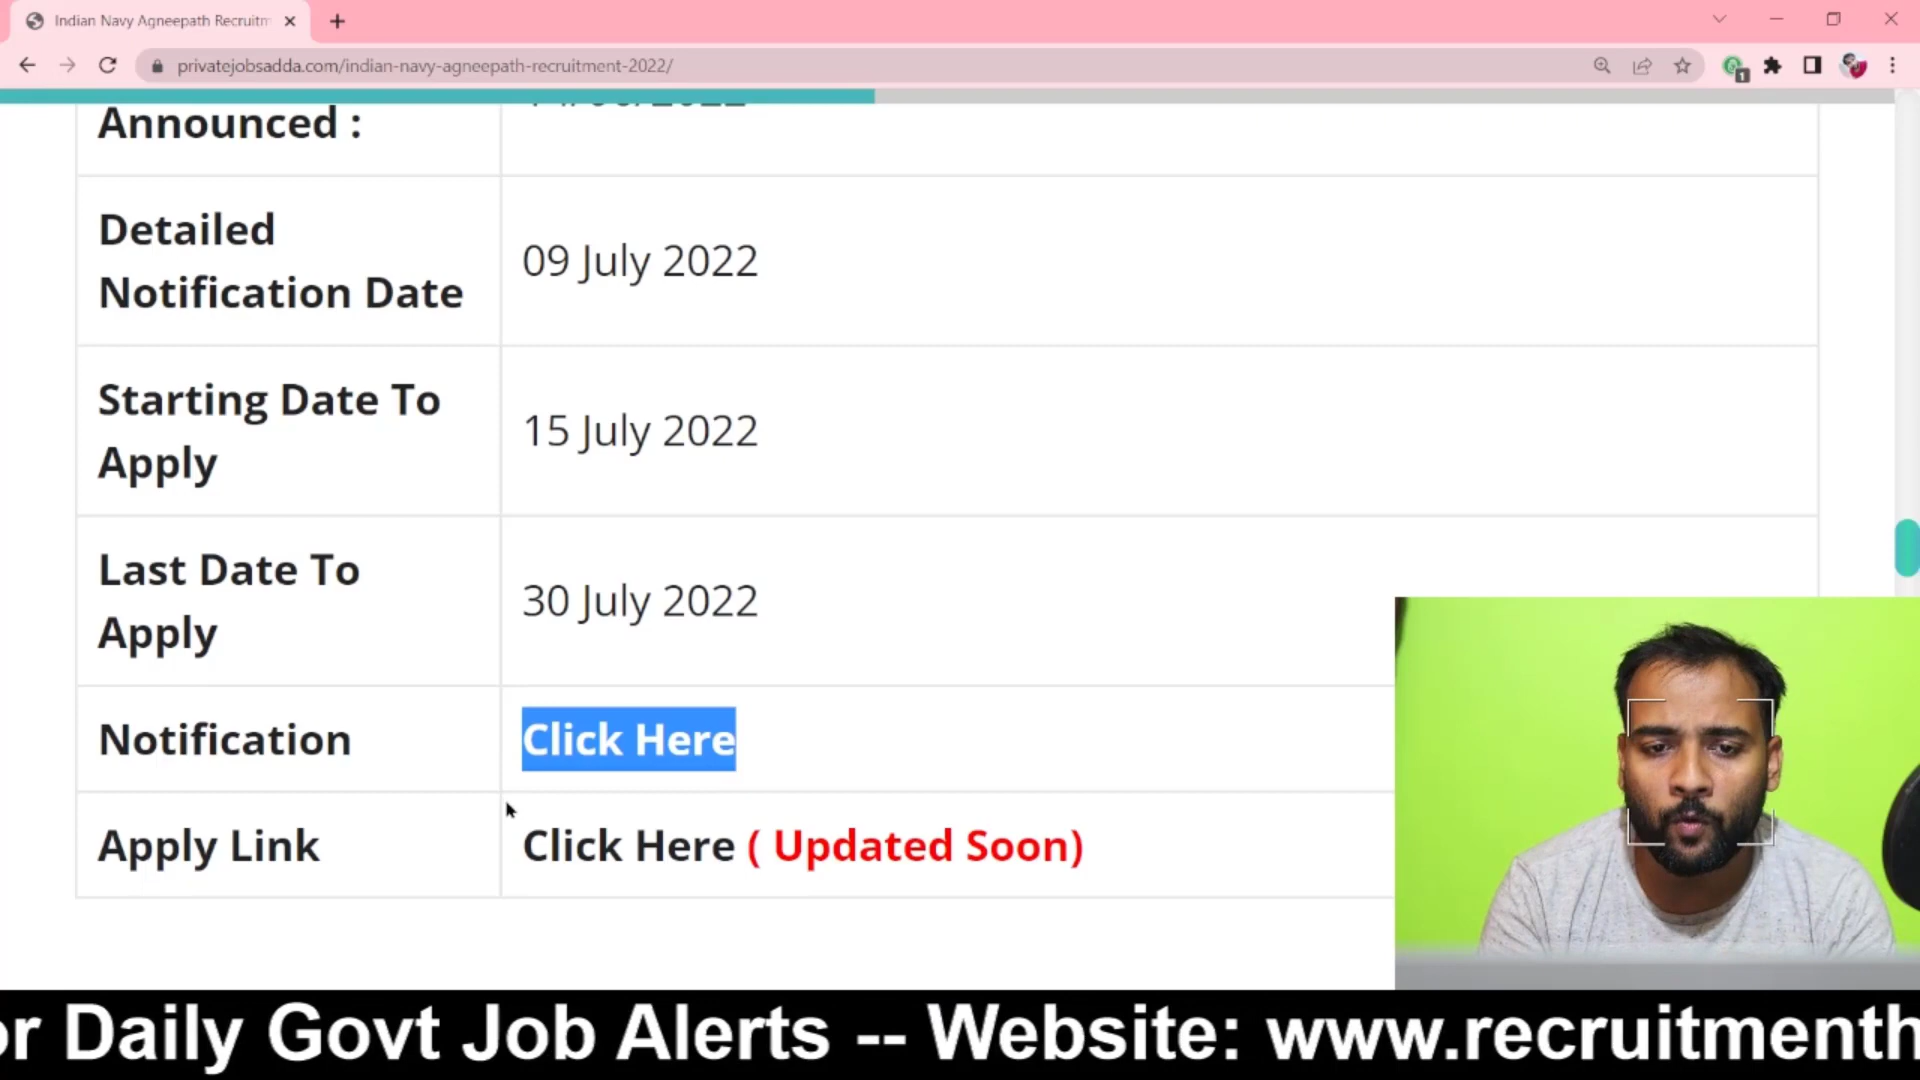 Indian Navy Agneepath Recruitm
privatejobsadda.com/indian-navy-agneepath-recruitment-2022/
1
Announced :
Detailed
Notification Date
09 July 2022
Starting Date To
Apply
15 July 2022
Last Date To
Apply
30 July 2022
Notification
Click Here
Apply Link
Click Here ( Updated Soon)
or Daily Govt Job Alerts -- Website: www.recruitmenth